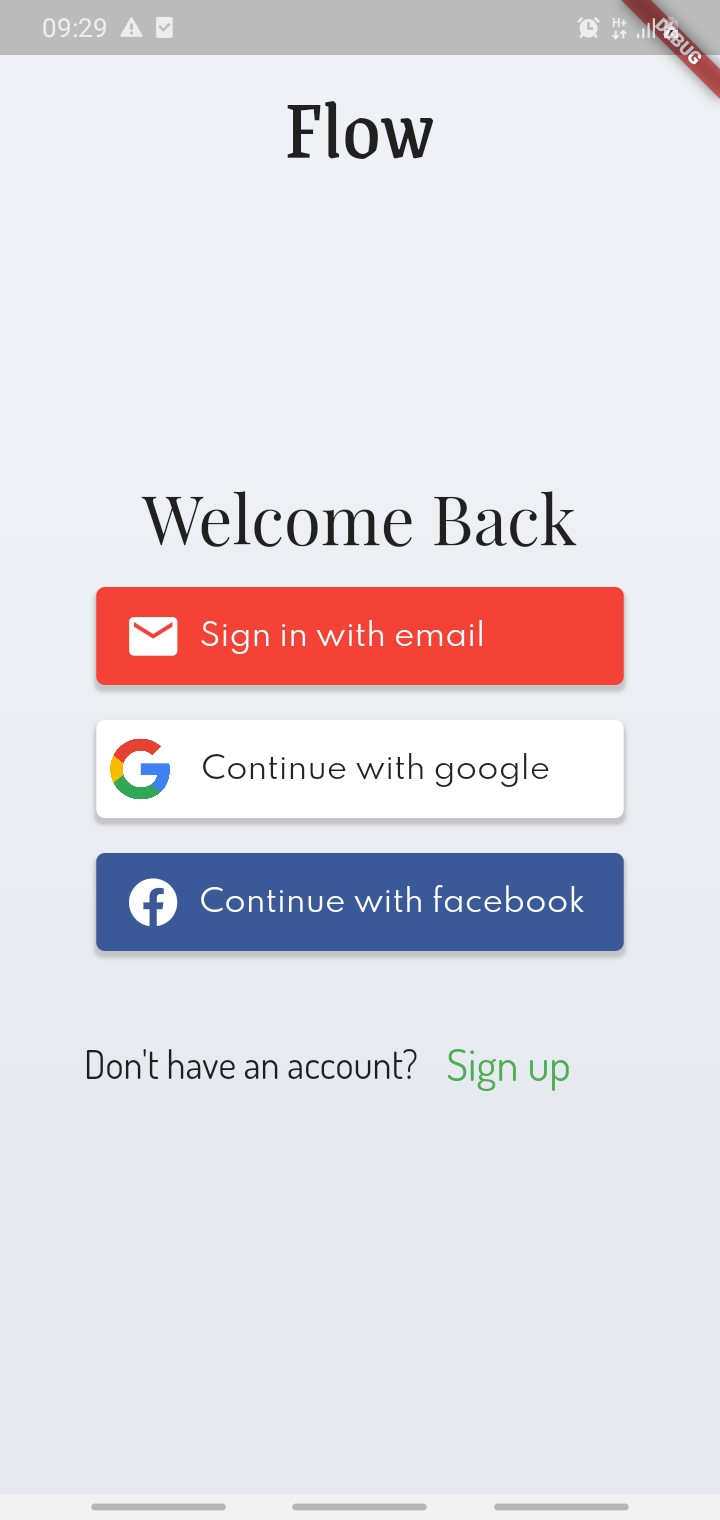 09:29
H+
DEBUG
Flow
Welcome Back
Sign in with email
Continue with google
Continue with facebook
Don't have an account? Sign up